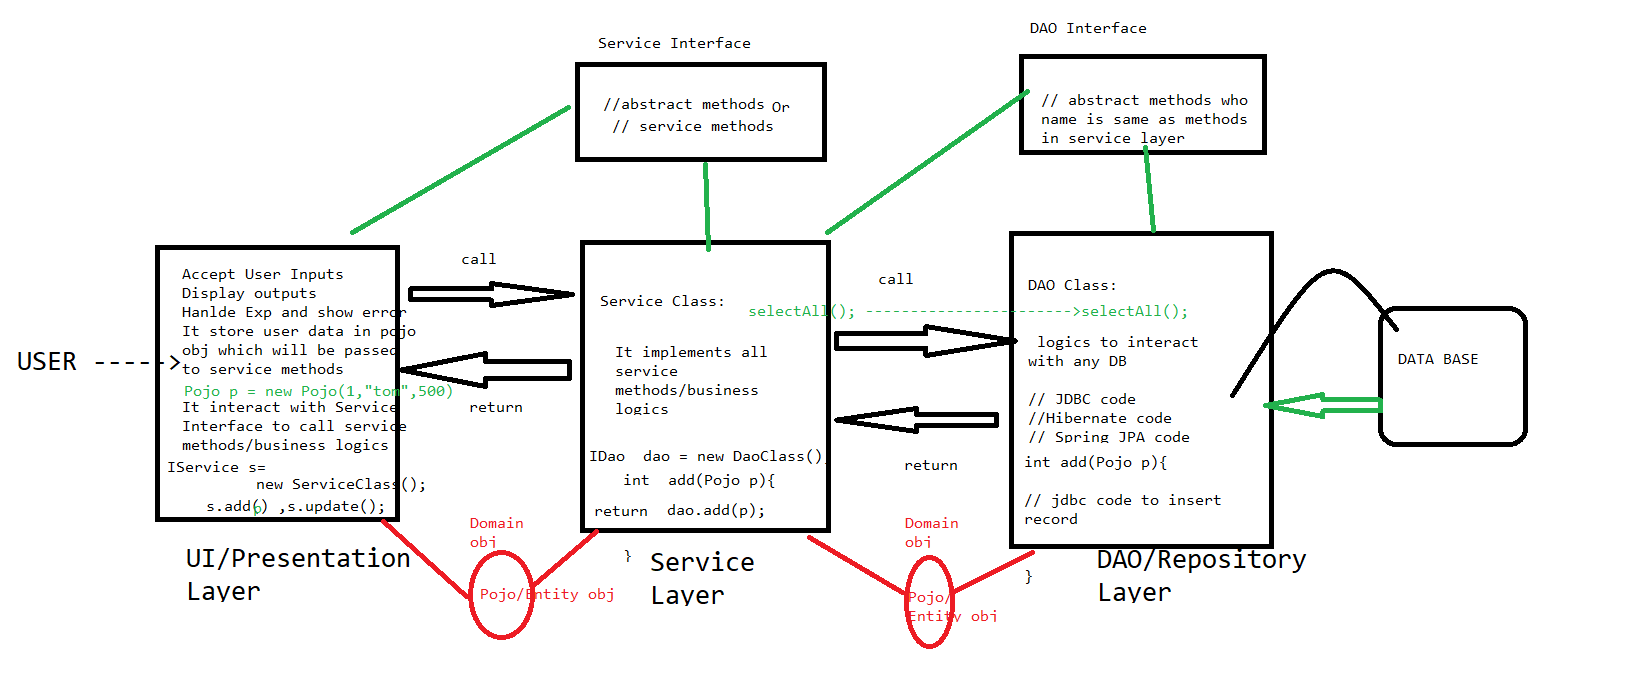 Service Interface
//abstract methods Or
// service methods
DAO Interface
// abstract methods who
name is same as methods
in service layer
USER ----->
Accept User Inputs
Display outputs
Hanlde Exp and show error
It store user data in pojo
obj which will be passed
to service methods
Pojo p = new Pojo(1,"tom",500)
It interact with Service
Interface to call service
methods/business logics
IService s=
new ServiceClass();
s.add(p) ,s.update();
UI/Presentation
Layer
call
return
Domain
obj
Pojo/Entity obj
Service Class:
selectAll(); ----------------------->selectAll();
It implements all
service
methods/business
logics
IDao  dao = new DaoClass()
int  add(Pojo p){
return  dao.add(p);
}
Service
Layer
call
return
Domain
obj
Pojo/
Entity obj
DAO Class:
logics to interact
with any DB
// JDBC code
//Hibernate code
// Spring JPA code
int add(Pojo p){
// jdbc code to insert
record
}
DAO/Repository
Layer
DATA BASE